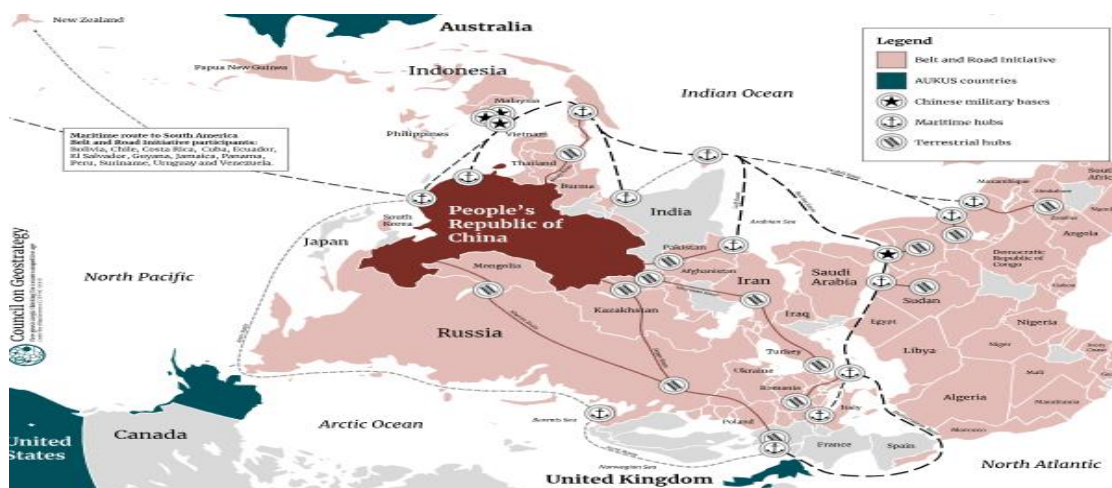 New Zealand
Australia
Papua New Guinea
Indonesia
Malaysia
Philippines
Vietnam
Thailand
Burma
Indian Ocean
Legend
Belt and Road Initiative
AUKUS countries
Chinese military bases
Maritime hubs
Terrestrial hubs
Maritime route to South America
Belt and Road Initiative participants:
Bolivia, Chile, Costa Rica, Cuba, Ecuador,
El Salvador, Guyana, Jamaica, Panama,
Peru, Suriname, Uruguay and Venezuela.
South
Korea
Japan
People's
Republic of
China
India
Arabian Sea
Mozambique
Zimbabwe
South
Africa
Angola
Democratic
Republic of
Congo
North Pacific
Mongolia
Pakistan
Afghanistan
Iran
Saudi
Arabia
Sudan
Kazakhstan
Iraq
Egypt
Nigeria
Russia
Libya
Niger
Turkey
Ukraine
Romania
Mali
Algeria
Mauritania
Italy
Morocco
Council on Geostrategy
United
States
Canada
Arctic Ocean
Barents Sea
Poland
France
Spain
Norwegian Sea
United Kingdom
North Atlantic